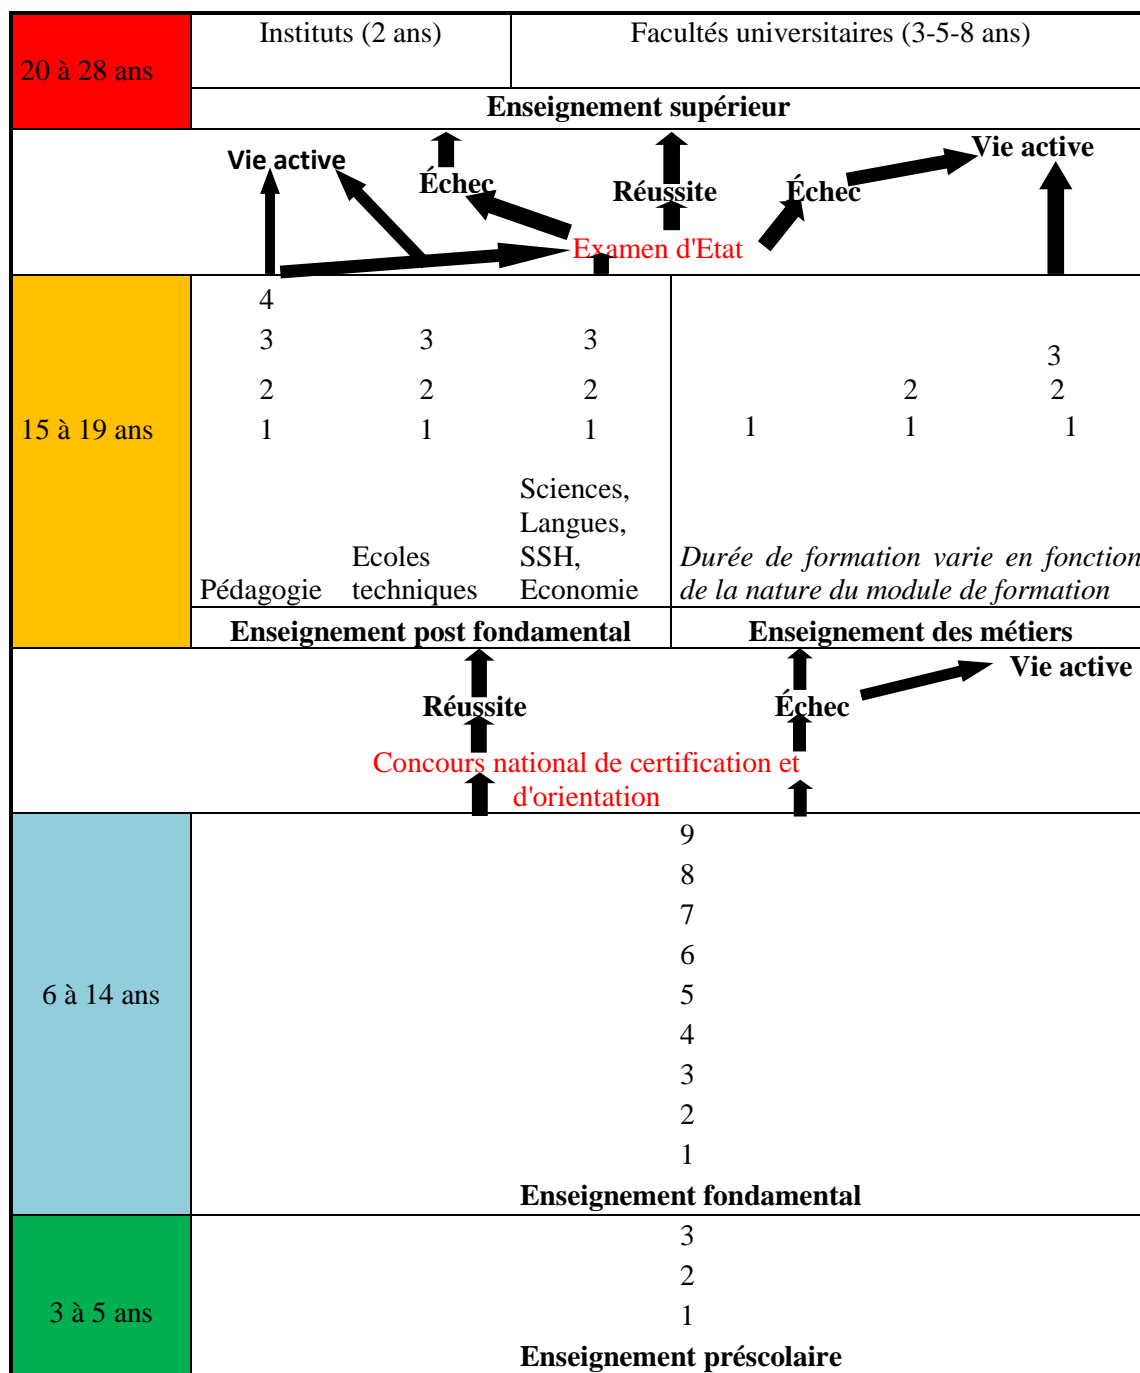 Instituts (2 ans) Facultés universitaires (3-5-8 ans)
20 à 28 ans
Enseignement supérieur
Vie active Échec Réussite Échec Vie active
Examen d'Etat
4
3 3 3 3
2 2 2 2 2
15 à 19 ans 1 1 1 1 1 1
Sciences,
Langues,
Ecoles SSH, Durée de formation varie en fonction
Pédagogie techniques Economie de la nature du module de formation
Enseignement post fondamental Enseignement des métiers
Vie active
Réussite Échec
Concours national de certification et
d'orientation
9
8
7
6
6 à 14 ans 5
4
3
2
1
Enseignement fondamental
3
2
3 à 5 ans 1
Enseignement préscolaire